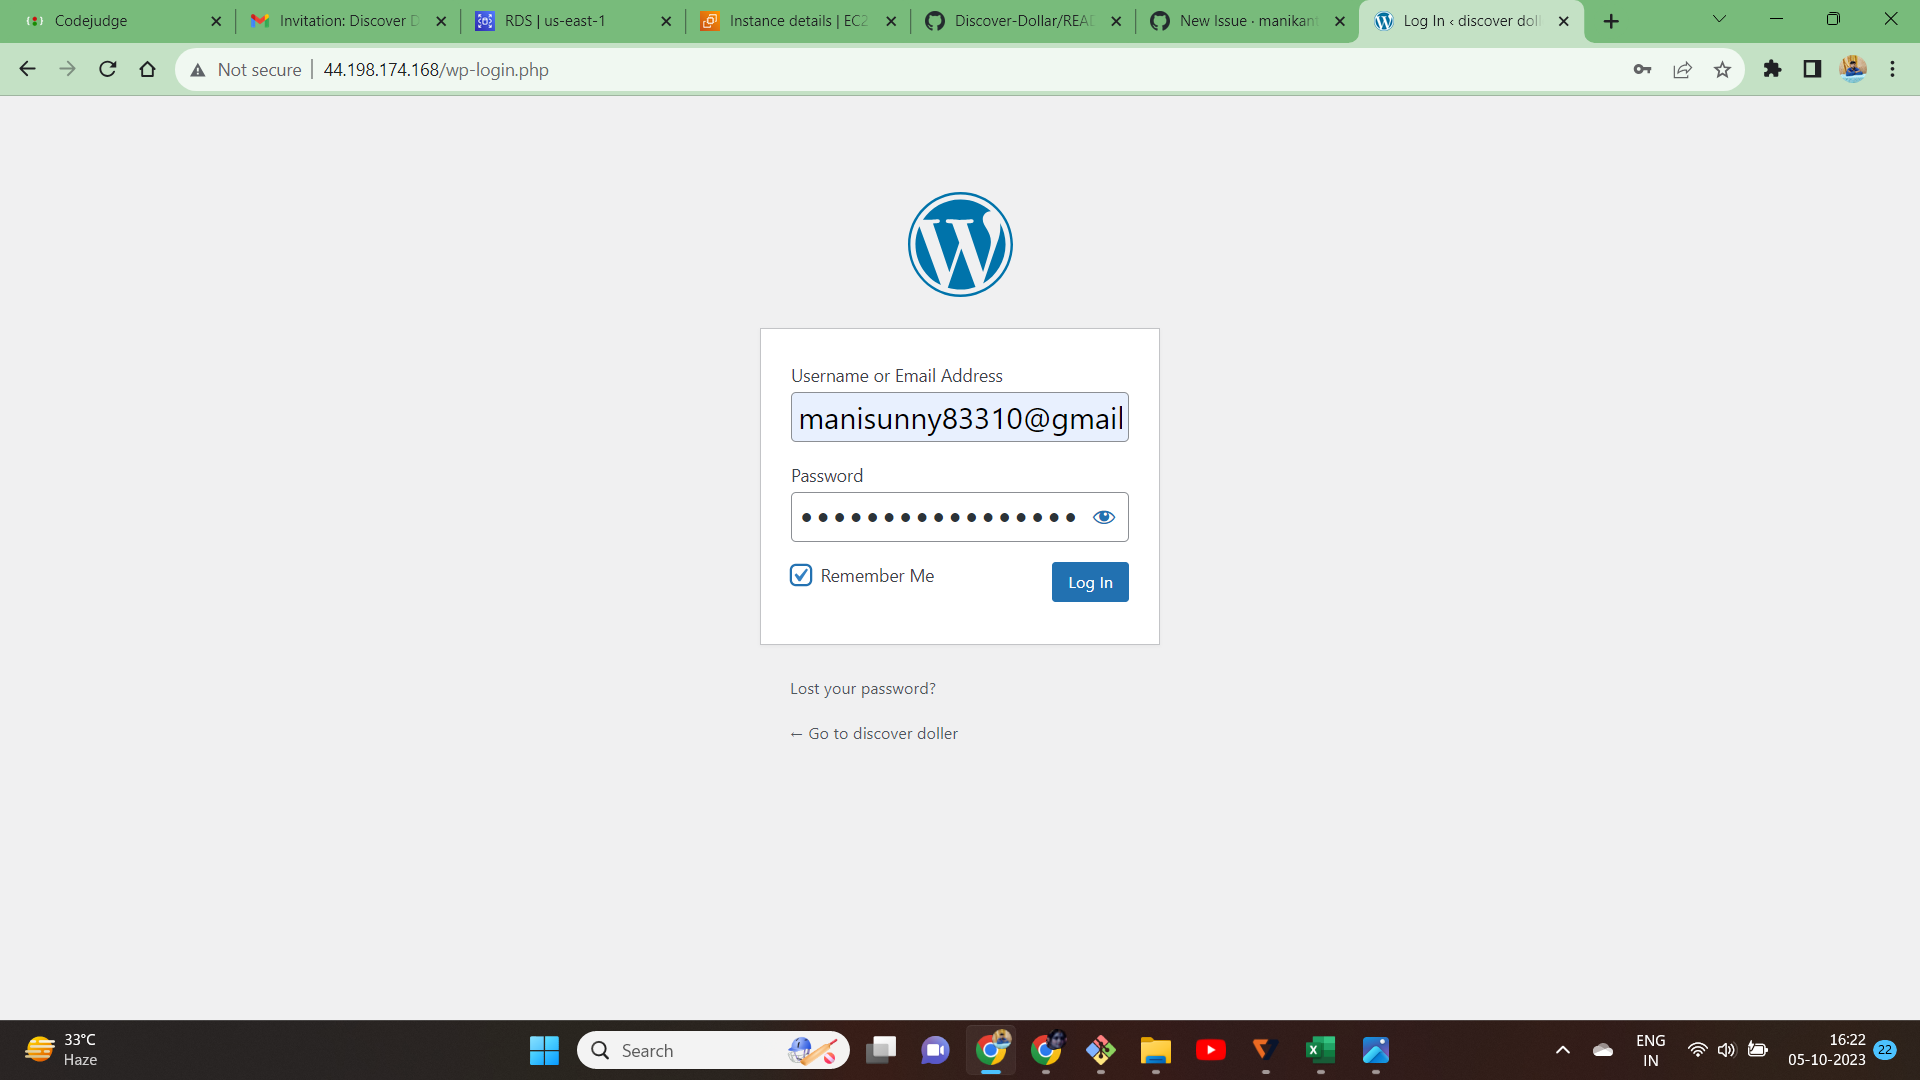 Codejudge
Invitation: Discover D
RDS | us-east-1
Instance details | EC2
Discover-Dollar/READ
New Issue · manikant
Log In ‹ discover doll
Not secure | 44.198.174.168/wp-login.php
Username or Email Address
manisunny83310@gmail
Password
Remember Me
Log In
Lost your password?
← Go to discover doller
33°C
Haze
Search
ENG
IN
16:22
05-10-2023
22